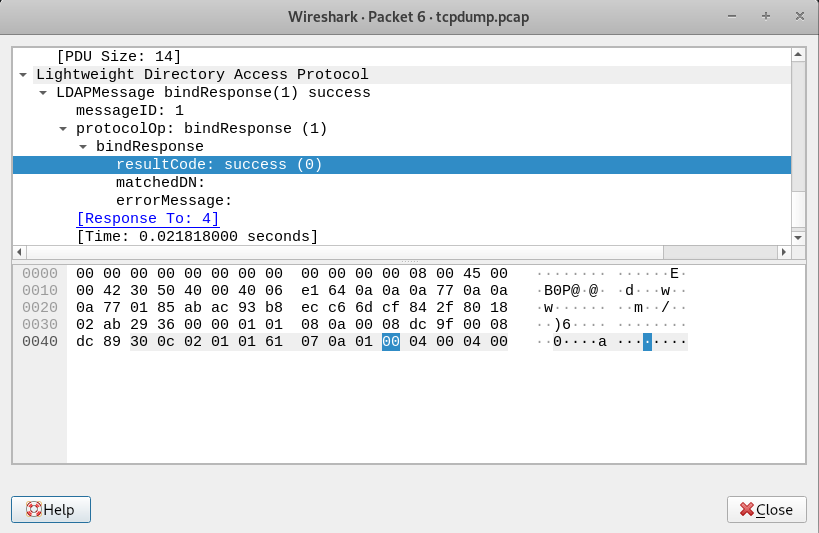 Wireshark · Packet 6 · tcpdump.pcap
[PDU Size: 14]
Lightweight Directory Access Protocol
LDAPMessage bindResponse(1) success
messageID: 1
protocolOp: bindResponse (1)
bindResponse
resultCode: success (0)
matchedDN:
errorMessage:
[Response To: 4]
[Time: 0.021818000 seconds]
0000 00 00 00 00 00 00 00 00 00 00 00 00 08 00 45 00 ········ ······E·
0010 00 42 30 50 40 00 40 06 e1 64 0a 0a 0a 77 0a 0a ·B0P@·@· ·d···w··
0020 0a 77 01 85 ab ac 93 b8 ec c6 6d cf 84 2f 80 18 ·w······ ··m··/··
0030 02 ab 29 36 00 00 01 01 08 0a 00 08 dc 9f 00 08 ··)6···· ········
0040 dc 89 30 0c 02 01 01 61 07 0a 01 00 04 00 04 00 ··0····a ········
Help
Close